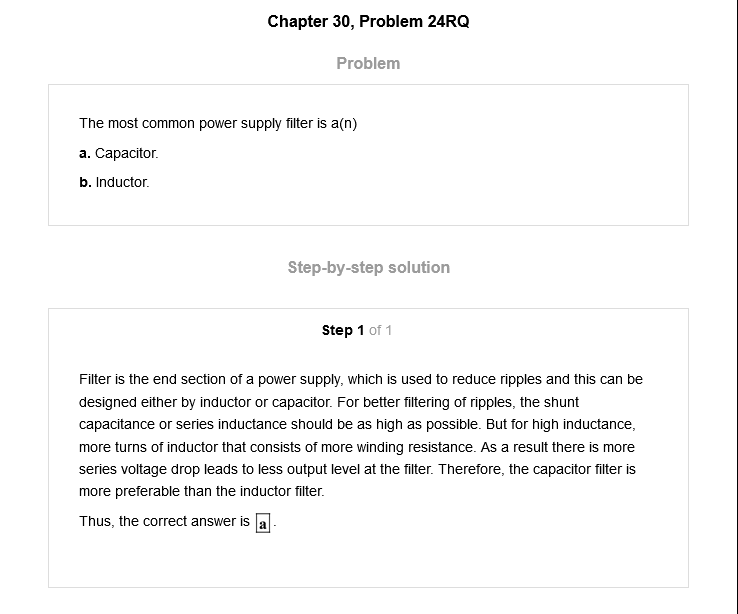 Chapter 30, Problem 24RQ
Problem
The most common power supply filter is a(n)
a. Capacitor.
b. Inductor.
Step-by-step solution
Step 1 of 1
Filter is the end section of a power supply, which is used to reduce ripples and this can be
designed either by inductor or capacitor. For better filtering of ripples, the shunt
capacitance or series inductance should be as high as possible. But for high inductance,
more turns of inductor that consists of more winding resistance. As a result there is more
series voltage drop leads to less output level at the filter. Therefore, the capacitor filter is
more preferable than the inductor filter.
Thus, the correct answer is a.